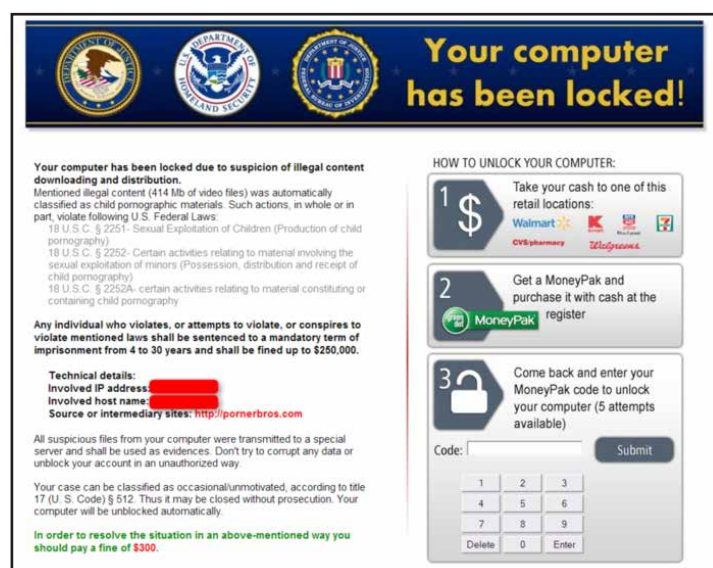 Your computer
has been locked!
Your computer has been locked due to suspicion of illegal content
downloading and distribution.
Mentioned illegal content (414 Mb of video files) was automatically
classified as child pornographic materials. Such actions, in whole or in
part, violate following U.S. Federal Laws:
18 U.S.C. § 2251- Sexual Exploitation of Children (Production of child
pornography)
18 U.S.C. § 2252- Certain activities relating to material involving the
sexual exploitation of minors (Possession, distribution and receipt of
child pornography)
18 U.S.C. § 2252A- certain activities relating to material constituting or
containing child pornography
Any individual who violates, or attempts to violate, or conspires to
violate mentioned laws shall be sentenced to a mandatory term of
imprisonment from 4 to 30 years and shall be fined up to $250,000.
Technical details:
Involved IP address:
Involved host name:
Source or intermediary sites: http://pornerbros.com
All suspicious files from your computer were transmitted to a special
server and shall be used as evidences. Don't try to corrupt any data or
unblock your account in an unauthorized way.
Your case can be classified as occasional/unmotivated, according to title
17 (U. S. Code) § 512. Thus it may be closed without prosecution. Your
computer will be unblocked automatically.
In order to resolve the situation in an above-mentioned way you
should pay a fine of $300.
HOW TO UNLOCK YOUR COMPUTER:
1 $
Take your cash to one of this
retail locations:
Walmart
CVS/pharmacy Walgreens
2
Get a MoneyPak and
purchase it with cash at the
register
MoneyPak
3
Come back and enter your
MoneyPak code to unlock
your computer (5 attempts
available)
Code: Submit
1 2 3
4 5 6
7 8 9
Delete 0 Enter